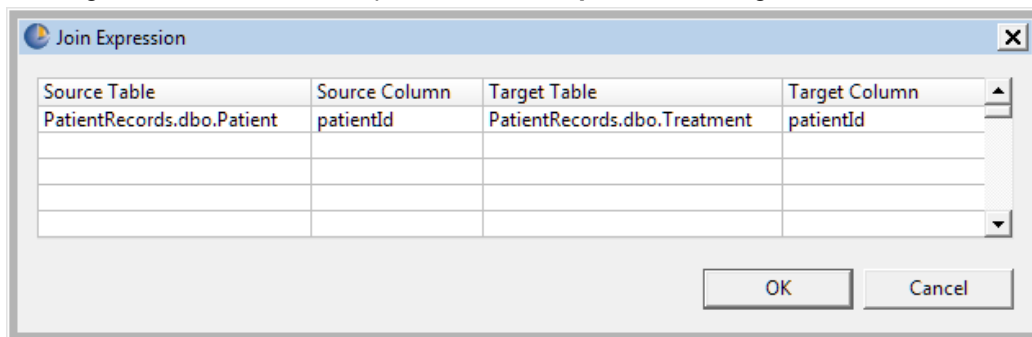 Join Expression
Source Table Source Column Target Table Target Column
PatientRecords.dbo.Patient patientId PatientRecords.dbo.Treatment patientId
OK Cancel